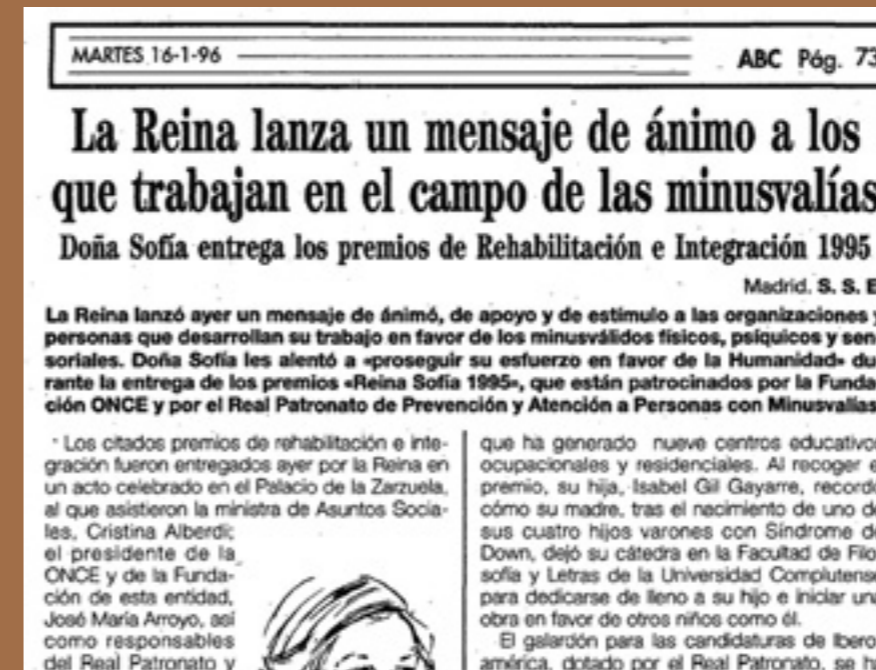 MARTES 16-1-96
ABC Pág. 73
La Reina lanza un mensaje de ánimo a los
que trabajan en el campo de las minusvalías
Doña Sofía entrega los premios de Rehabilitación e Integración 1995
Madrid. S. S. E
La Reina lanzó ayer un mensaje de ánimó, de apoyo y de estímulo a las organizaciones y
personas que desarrollan su trabajo en favor de los minusválidos físicos, psíquicos y sen
soriales. Doña Sofía les alentó a «proseguir su esfuerzo en favor de la Humanidad» du
rante la entrega de los premios «Reina Sofía 1995», que están patrocinados por la Funda
ción ONCE y por el Real Patronato de Prevención y Atención a Personas con Minusvalías
Los citados premios de rehabilitación e inte-
gración fueron entregados ayer por la Reina en
un acto celebrado en el Palacio de la Zarzuela,
al que asistieron la ministra de Asuntos Socia-
les, Cristina Alberdi;
el presidente de la
ONCE y de la Funda-
ción de esta entidad,
José María Arroyo, así
como responsables
del Real Patronato y
que ha generado nueve centros educativos
ocupacionales y residenciales. Al recoger e
premio, su hija, Isabel Gil Gayarre, recordó
cómo su madre, tras el nacimiento de uno de
sus cuatro hijos varones con Síndrome de
Down, dejó su cátedra en la Facultad de Filo
sofía y Letras de la Universidad Complutense
para dedicarse de lleno a su hijo e iniciar una
obra en favor de otros niños como él.
El galardón para las candidaturas de Ibero
américa, dotado por el Real Patronato, se h